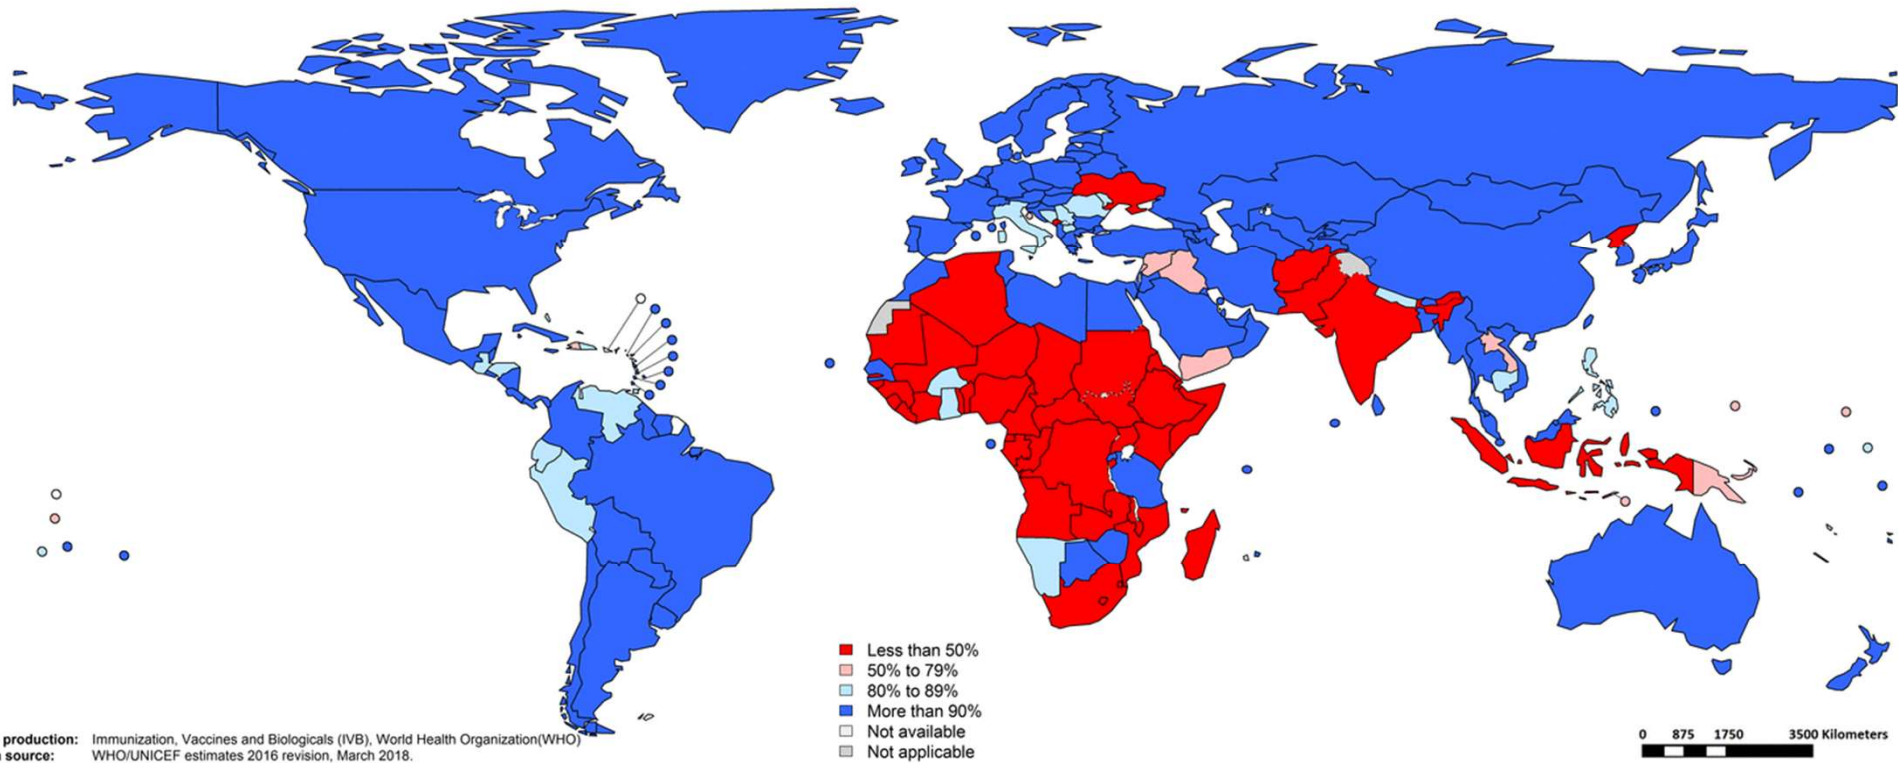 Less than 50%
50% to 79%
80% to 89%
More than 90%
Not available
Not applicable
production: Immunization, Vaccines and Biologicals (IVB), World Health Organization(WHO)
source: WHO/UNICEF estimates 2016 revision, March 2018.
0 875 1750 3500 Kilometers